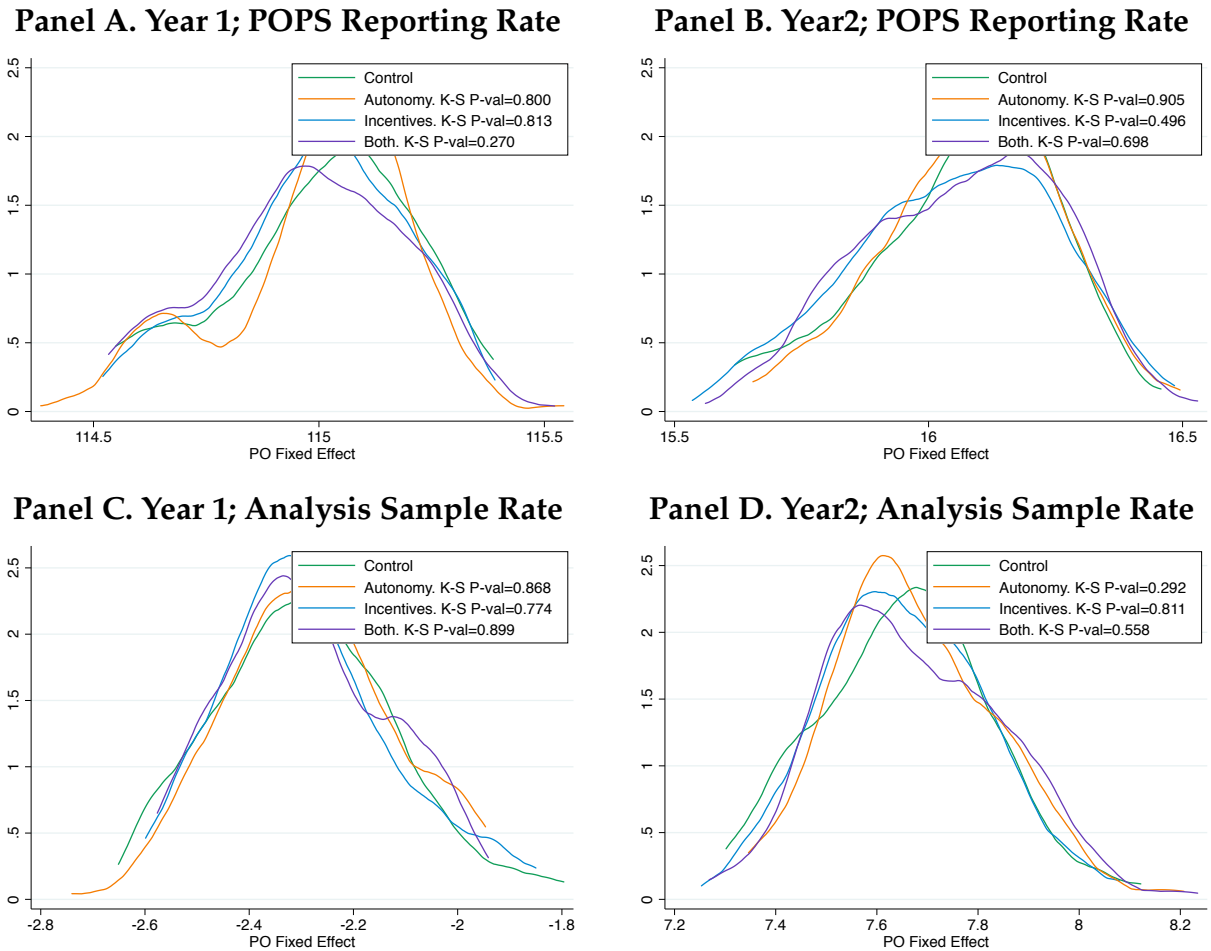 Panel A. Year 1; POPS Reporting Rate
2.5
2
1.5
1
.5
0
Control
Autonomy. K-S P-val=0.800
Incentives. K-S P-val=0.813
Both. K-S P-val=0.270
114.5 115 115.5
PO Fixed Effect
Panel B. Year2; POPS Reporting Rate
2.5
2
1.5
1
.5
0
Control
Autonomy. K-S P-val=0.905
Incentives. K-S P-val=0.496
Both. K-S P-val=0.698
15.5 16 16.5
PO Fixed Effect
Panel C. Year 1; Analysis Sample Rate
2.5
2
1.5
1
.5
0
Control
Autonomy. K-S P-val=0.868
Incentives. K-S P-val=0.774
Both. K-S P-val=0.899
-2.8 -2.6 -2.4 -2.2 -2 -1.8
PO Fixed Effect
Panel D. Year2; Analysis Sample Rate
2.5
2
1.5
1
.5
0
Control
Autonomy. K-S P-val=0.292
Incentives. K-S P-val=0.811
Both. K-S P-val=0.558
7.2 7.4 7.6 7.8 8 8.2
PO Fixed Effect